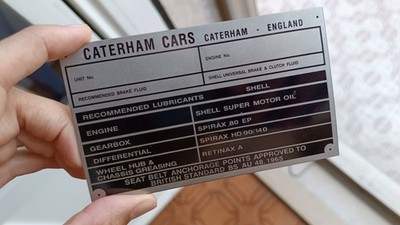 CATERHAM CARS CATERHAM - ENGLAND
UNIT No. ENGINE No.
RECOMMENDED BRAKE FLUID SHELL UNIVERSAL BRAKE & CLUTCH FLUID
RECOMMENDED LUBRICANTS SHELL
ENGINE SHELL SUPER MOTOR OIL
GEARBOX SPIRAX 80 EP
DIFFERENTIAL SPIRAX HD 90/140
WHEEL HUB &
CHASSIS GREASING RETINAX A
SEAT BELT ANCHORAGE POINTS APPROVED TO
BRITISH STANDARD BS AU 48 1965